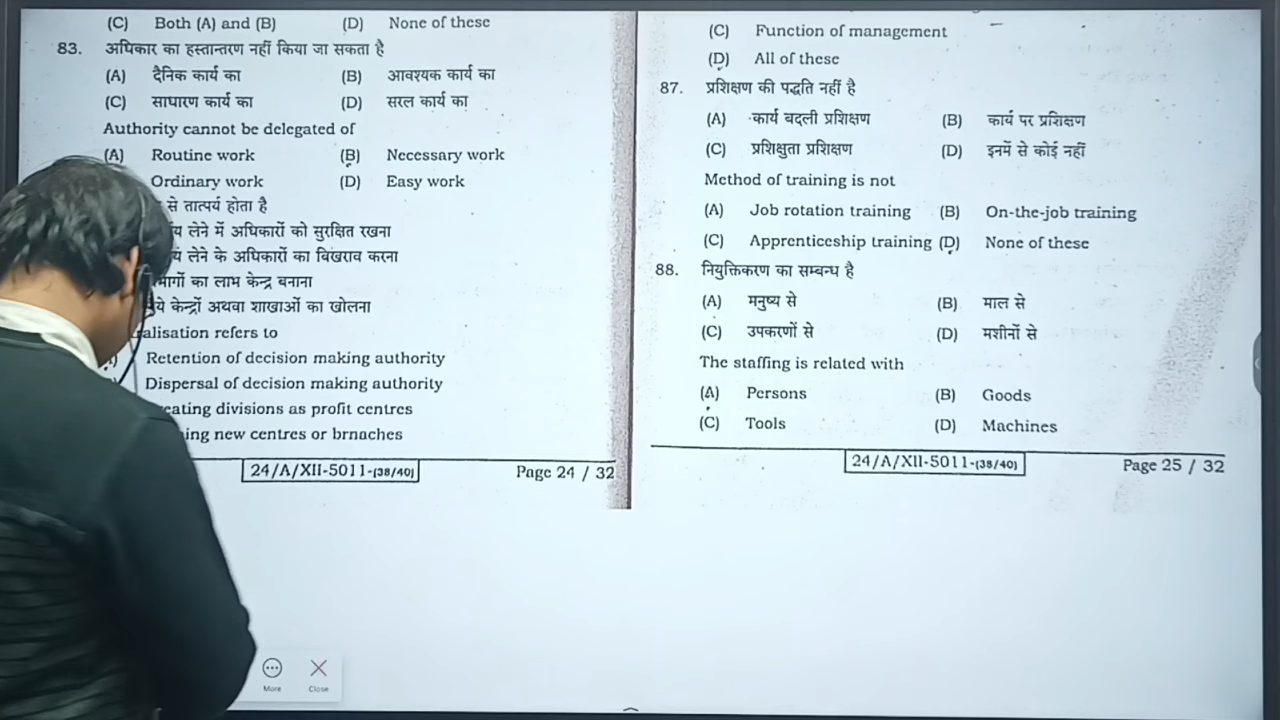 (C) Both (A) and (B) (D) None of these
83. अधिकार का हस्तान्तरण नहीं किया जा सकता है
(A) दैनिक कार्य का (B) आवश्यक कार्य का
(C) साधारण कार्य का (D) सरल कार्य का
Authority cannot be delegated of
(A) Routine work (B) Necessary work
Ordinary work (D) Easy work
से तात्पर्य होता है
लेने में अधिकारों को सुरक्षित रखना
लेने के अधिकारों का बिखराव करना
का लाभ केन्द्र बनाना
केन्द्रों अथवा शाखाओं का खोलना
alisation refers to
Retention of decision making authority
Dispersal of decision making authority
eating divisions as profit centres
ing new centres or brnaches
24/A/XII-5011-(38/40) Page 24 / 32
(C) Function of management
(D) All of these
87. प्रशिक्षण की पद्धति नहीं है
(A) कार्य बदली प्रशिक्षण (B) कार्य पर प्रशिक्षण
(C) प्रशिक्षुता प्रशिक्षण (D) इनमें से कोई नहीं
Method of training is not
(A) Job rotation training (B) On-the-job training
(C) Apprenticeship training (D) None of these
88. नियुक्तिकरण का सम्बन्ध है
(A) मनुष्य से (B) माल से
(C) उपकरणों से (D) मशीनों से
The staffing is related with
(A) Persons (B) Goods
(C) Tools (D) Machines
24/A/XII-5011-(38/40) Page 25 / 32
More Close